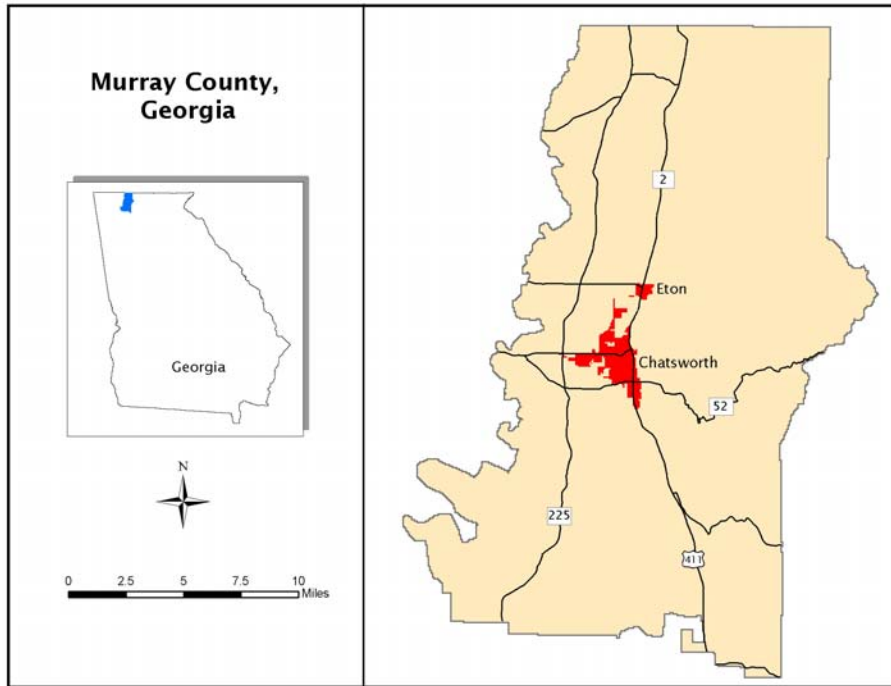 Murray County,
Georgia
Georgia
N
0 2.5 5 7.5 10
Miles
2
Eton
Chatsworth
52
225
411